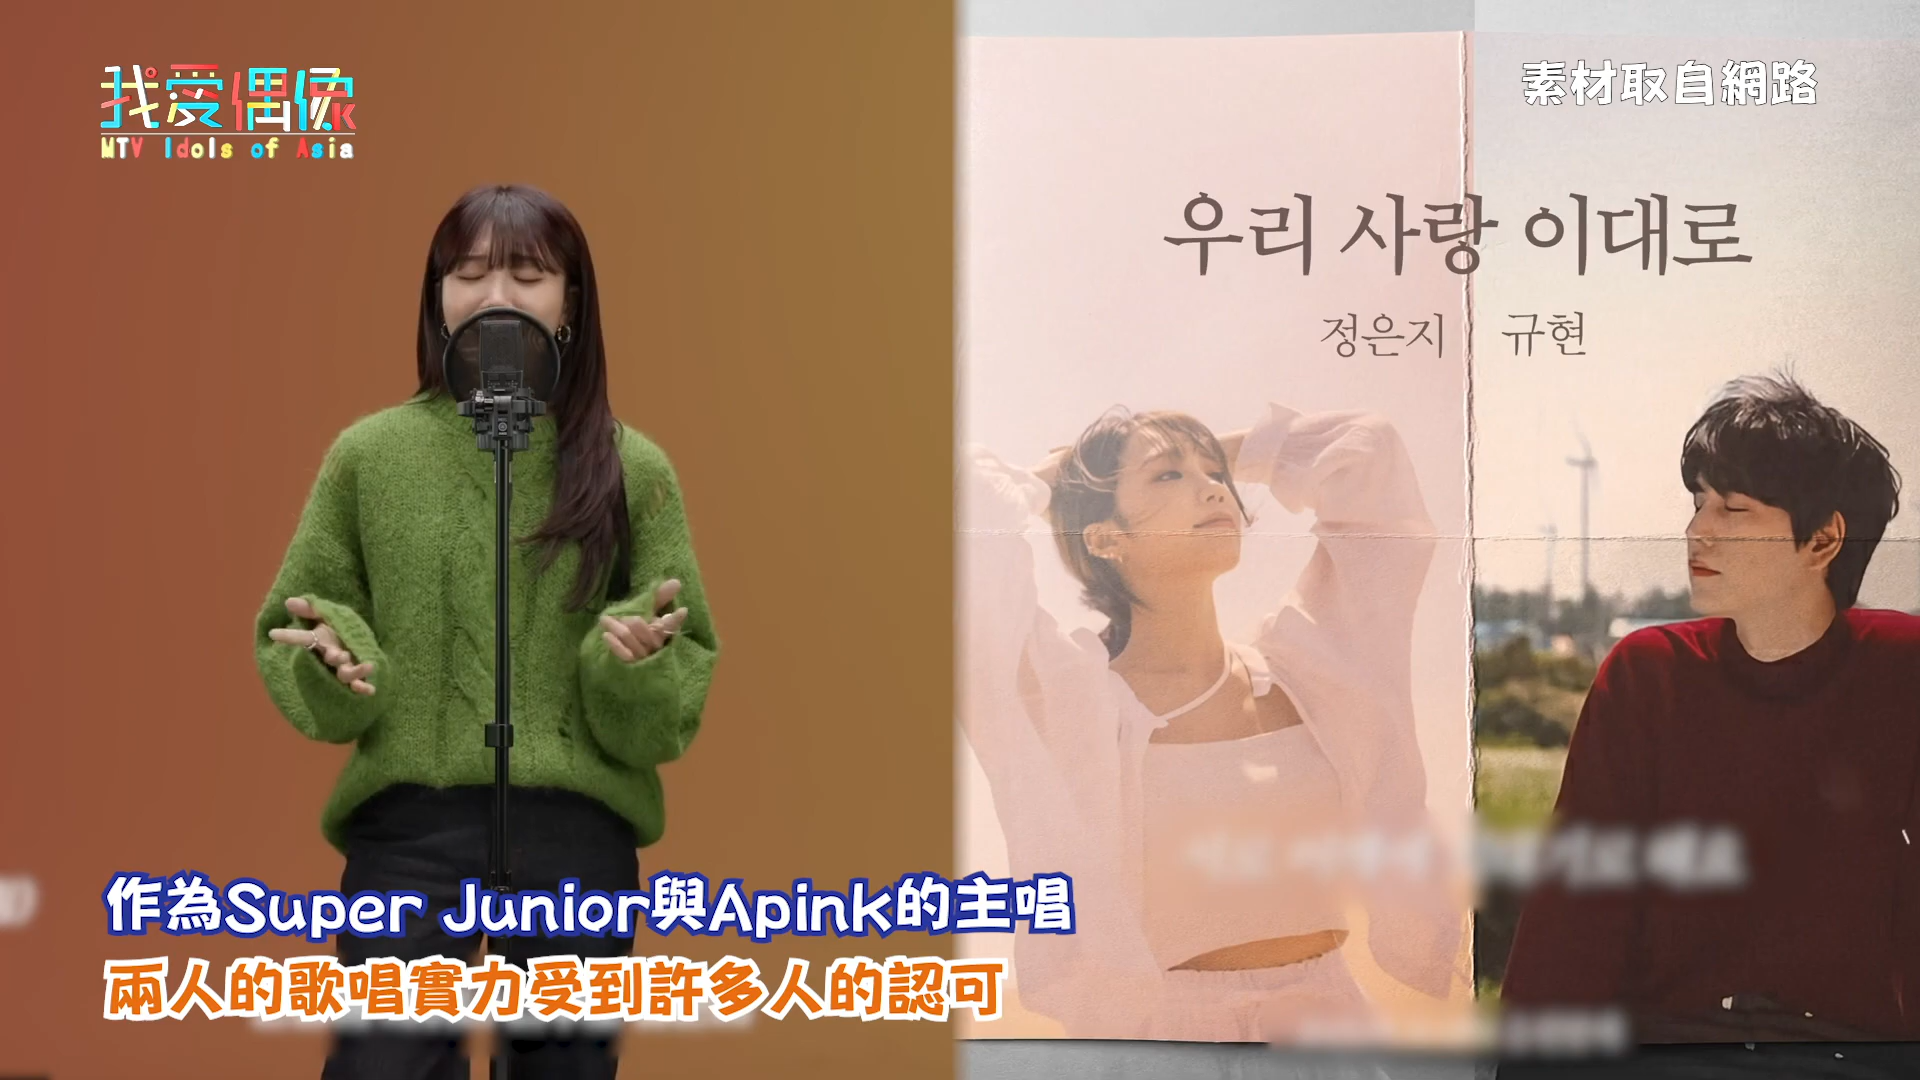 我愛偶像
MTV Idols of Asia
素材取自網路
우리 사랑 이대로
정은지 규현
作為Super Junior與Apink的主唱
兩人的歌唱實力受到許多人的認可